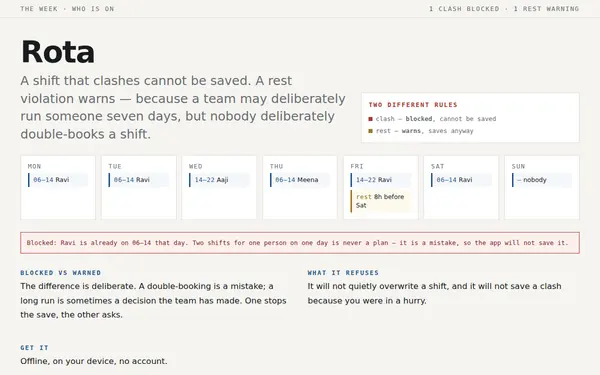 THE WEEK · WHO IS ON
1 CLASH BLOCKED · 1 REST WARNING
Rota
A shift that clashes cannot be saved. A rest
violation warns — because a team may deliberately
run someone seven days, but nobody deliberately
double-books a shift.
TWO DIFFERENT RULES
clash — blocked, cannot be saved
rest — warns, saves anyway
MON
06–14 Ravi
TUE
06–14 Ravi
WED
14–22 Aaji
THU
06–14 Meena
FRI
14–22 Ravi
rest 8h before
Sat
SAT
06–14 Ravi
SUN
— nobody
Blocked: Ravi is already on 06–14 that day. Two shifts for one person on one day is never a plan — it is a mistake, so the app will not save it.
BLOCKED VS WARNED
The difference is deliberate. A double-booking is a mistake; a
long run is sometimes a decision the team has made. One stops
the save, the other asks.
WHAT IT REFUSES
It will not quietly overwrite a shift, and it will not save a clash
because you were in a hurry.
GET IT
Offline, on your device, no account.